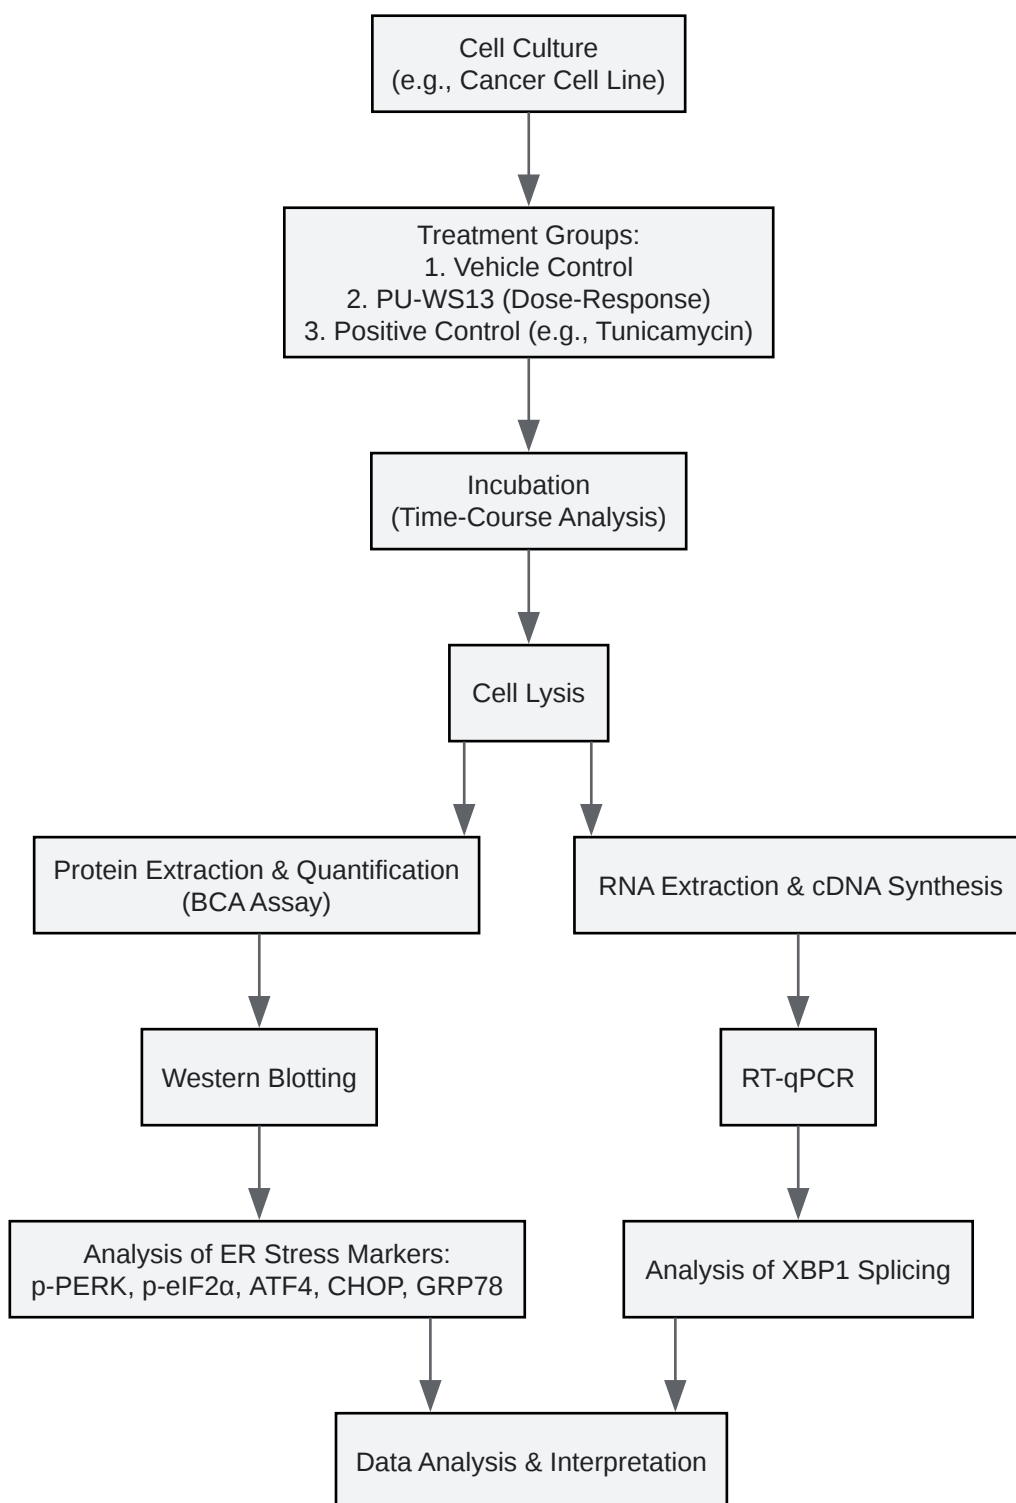 Cell Culture
(e.g., Cancer Cell Line)
Treatment Groups:
1. Vehicle Control
2. PU-WS13 (Dose-Response)
3. Positive Control (e.g., Tunicamycin)
Incubation
(Time-Course Analysis)
Cell Lysis
Protein Extraction & Quantification
(BCA Assay)
RNA Extraction & cDNA Synthesis
Western Blotting
RT-qPCR
Analysis of ER Stress Markers:
p-PERK, p-eIF2α, ATF4, CHOP, GRP78
Analysis of XBP1 Splicing
Data Analysis & Interpretation